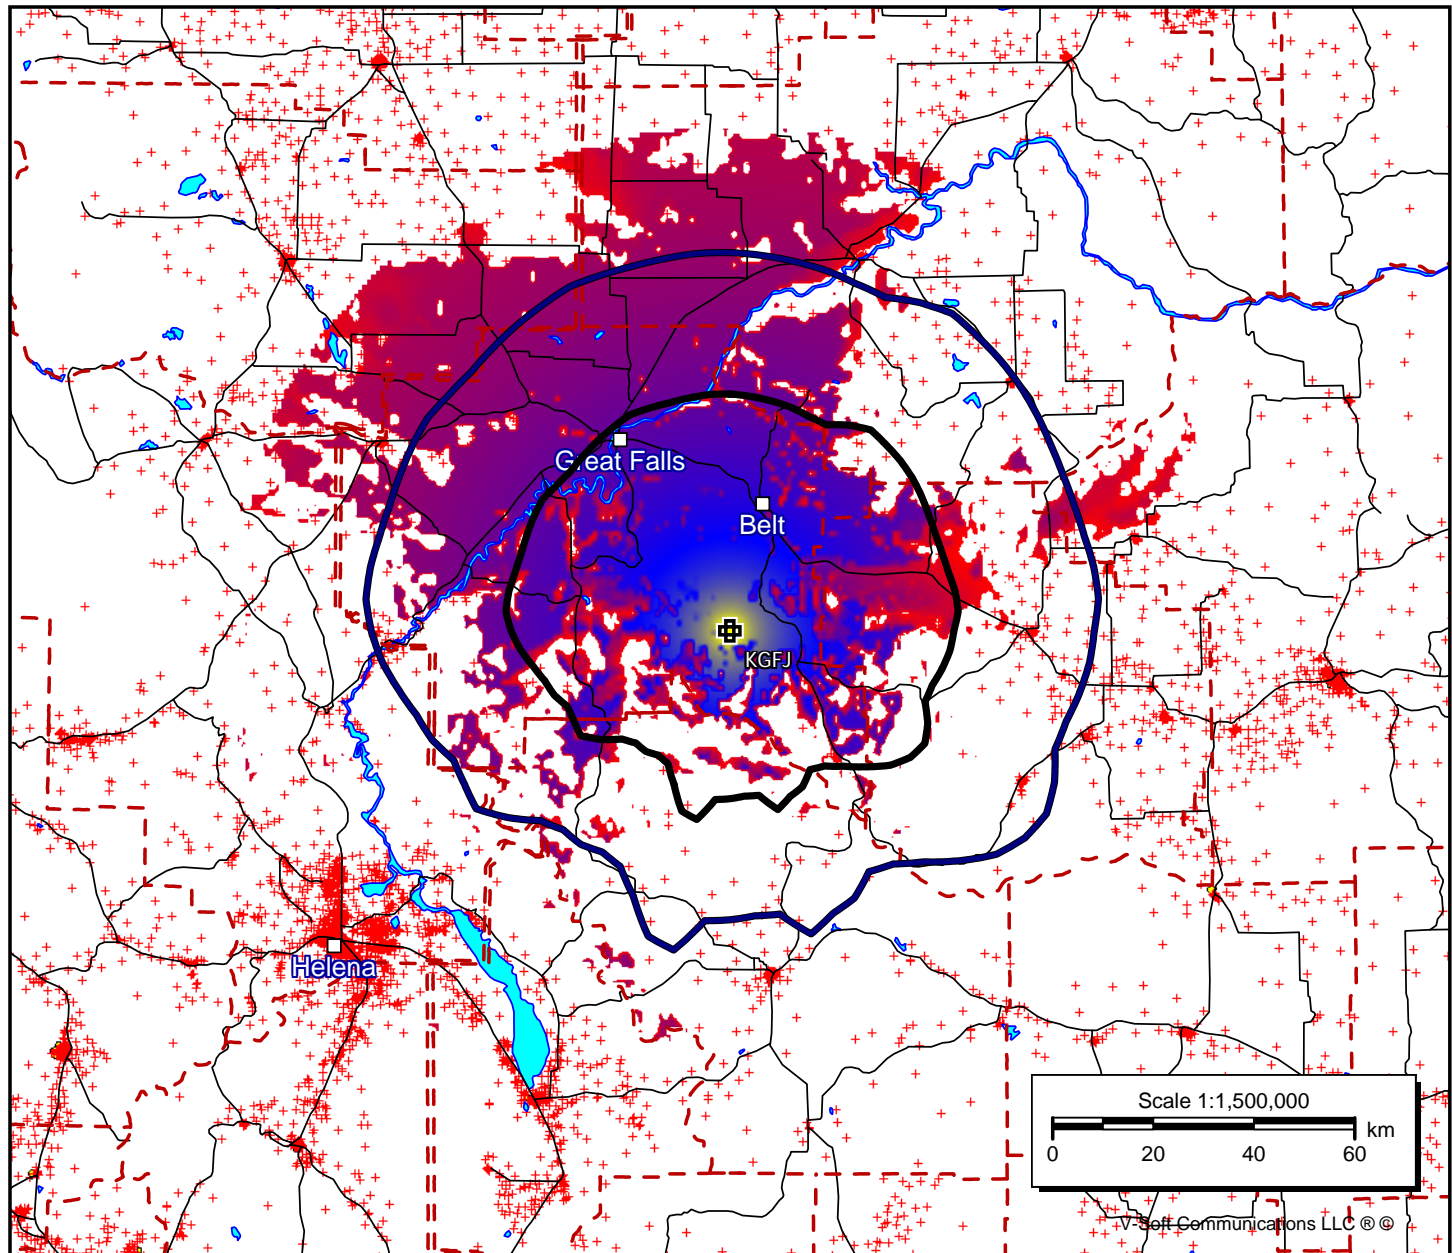 Great Falls
Belt
KGFJ
Helena
Scale 1:1,500,000
km
0 20 40 60
V-Soft Communications LLC ® ©